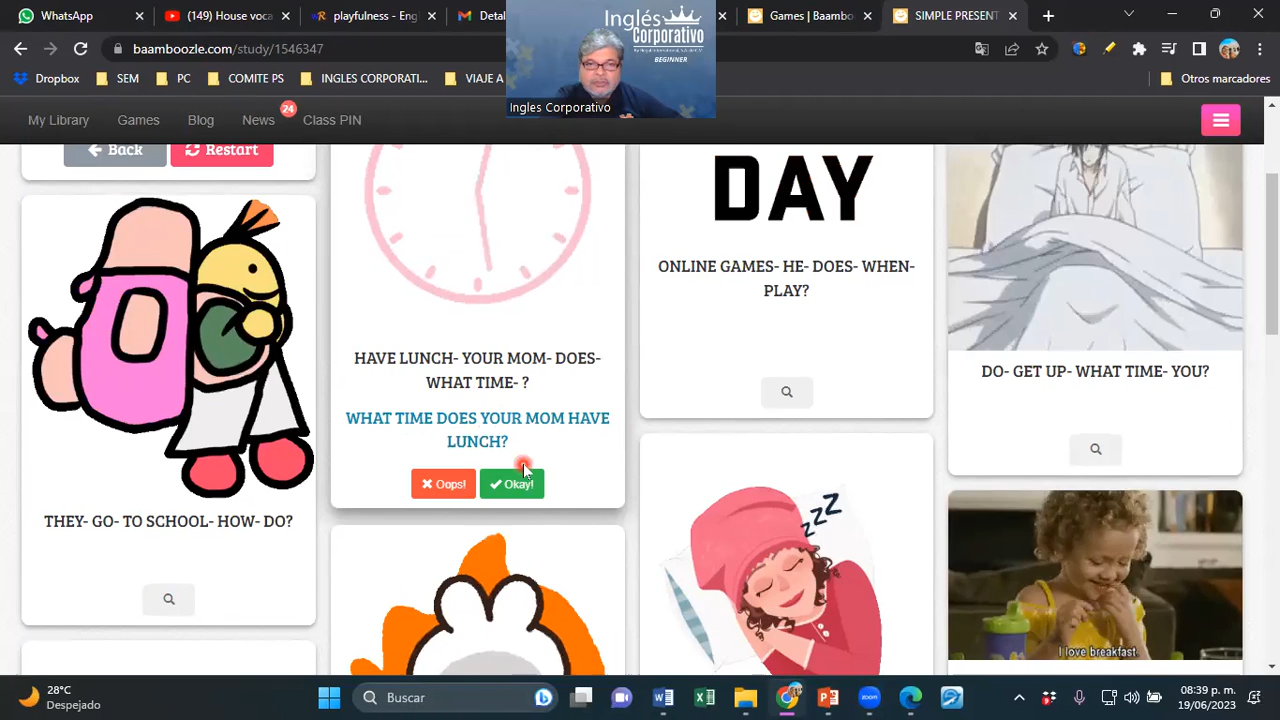 WhatsApp
(149) House voca
playfulness - Eng
Detal
Games | Baambo
SIMPLE PRESENT
baamboozle.com/study/1546347
Dropbox
SEM
PC
COMITE PS
INGLES CORPORATI...
VIAJE A
Otros marcadores
Inglés
Corporativo
BEGINNER
Ingles Corporativo
My Library
Games
Blog
News
24
Class PIN
Back
Restart
THEY- GO- TO SCHOOL- HOW- DO?
HAVE LUNCH- YOUR MOM- DOES-
WHAT TIME- ?
WHAT TIME DOES YOUR MOM HAVE
LUNCH?
Oops!
Okay!
DAY
ONLINE GAMES- HE- DOES- WHEN-
PLAY?
zzz
DO- GET UP- WHAT TIME- YOU?
I love breakfast.
28°C
Despejado
Buscar
08:39 p. m.
19/06/2023